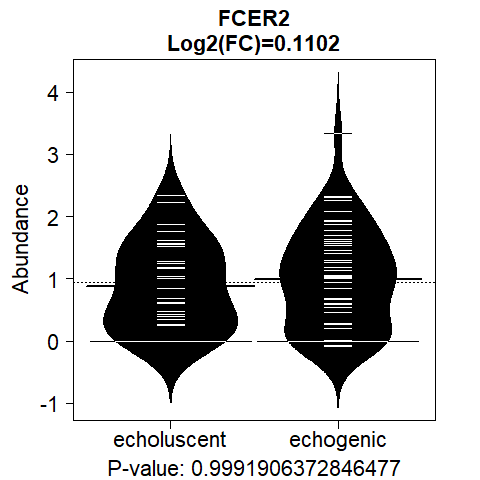 FCER2
Log2(FC)=0.1102
Abundance
4
3
2
1
0
-1
echoluscent echogenic
P-value: 0.9991906372846477